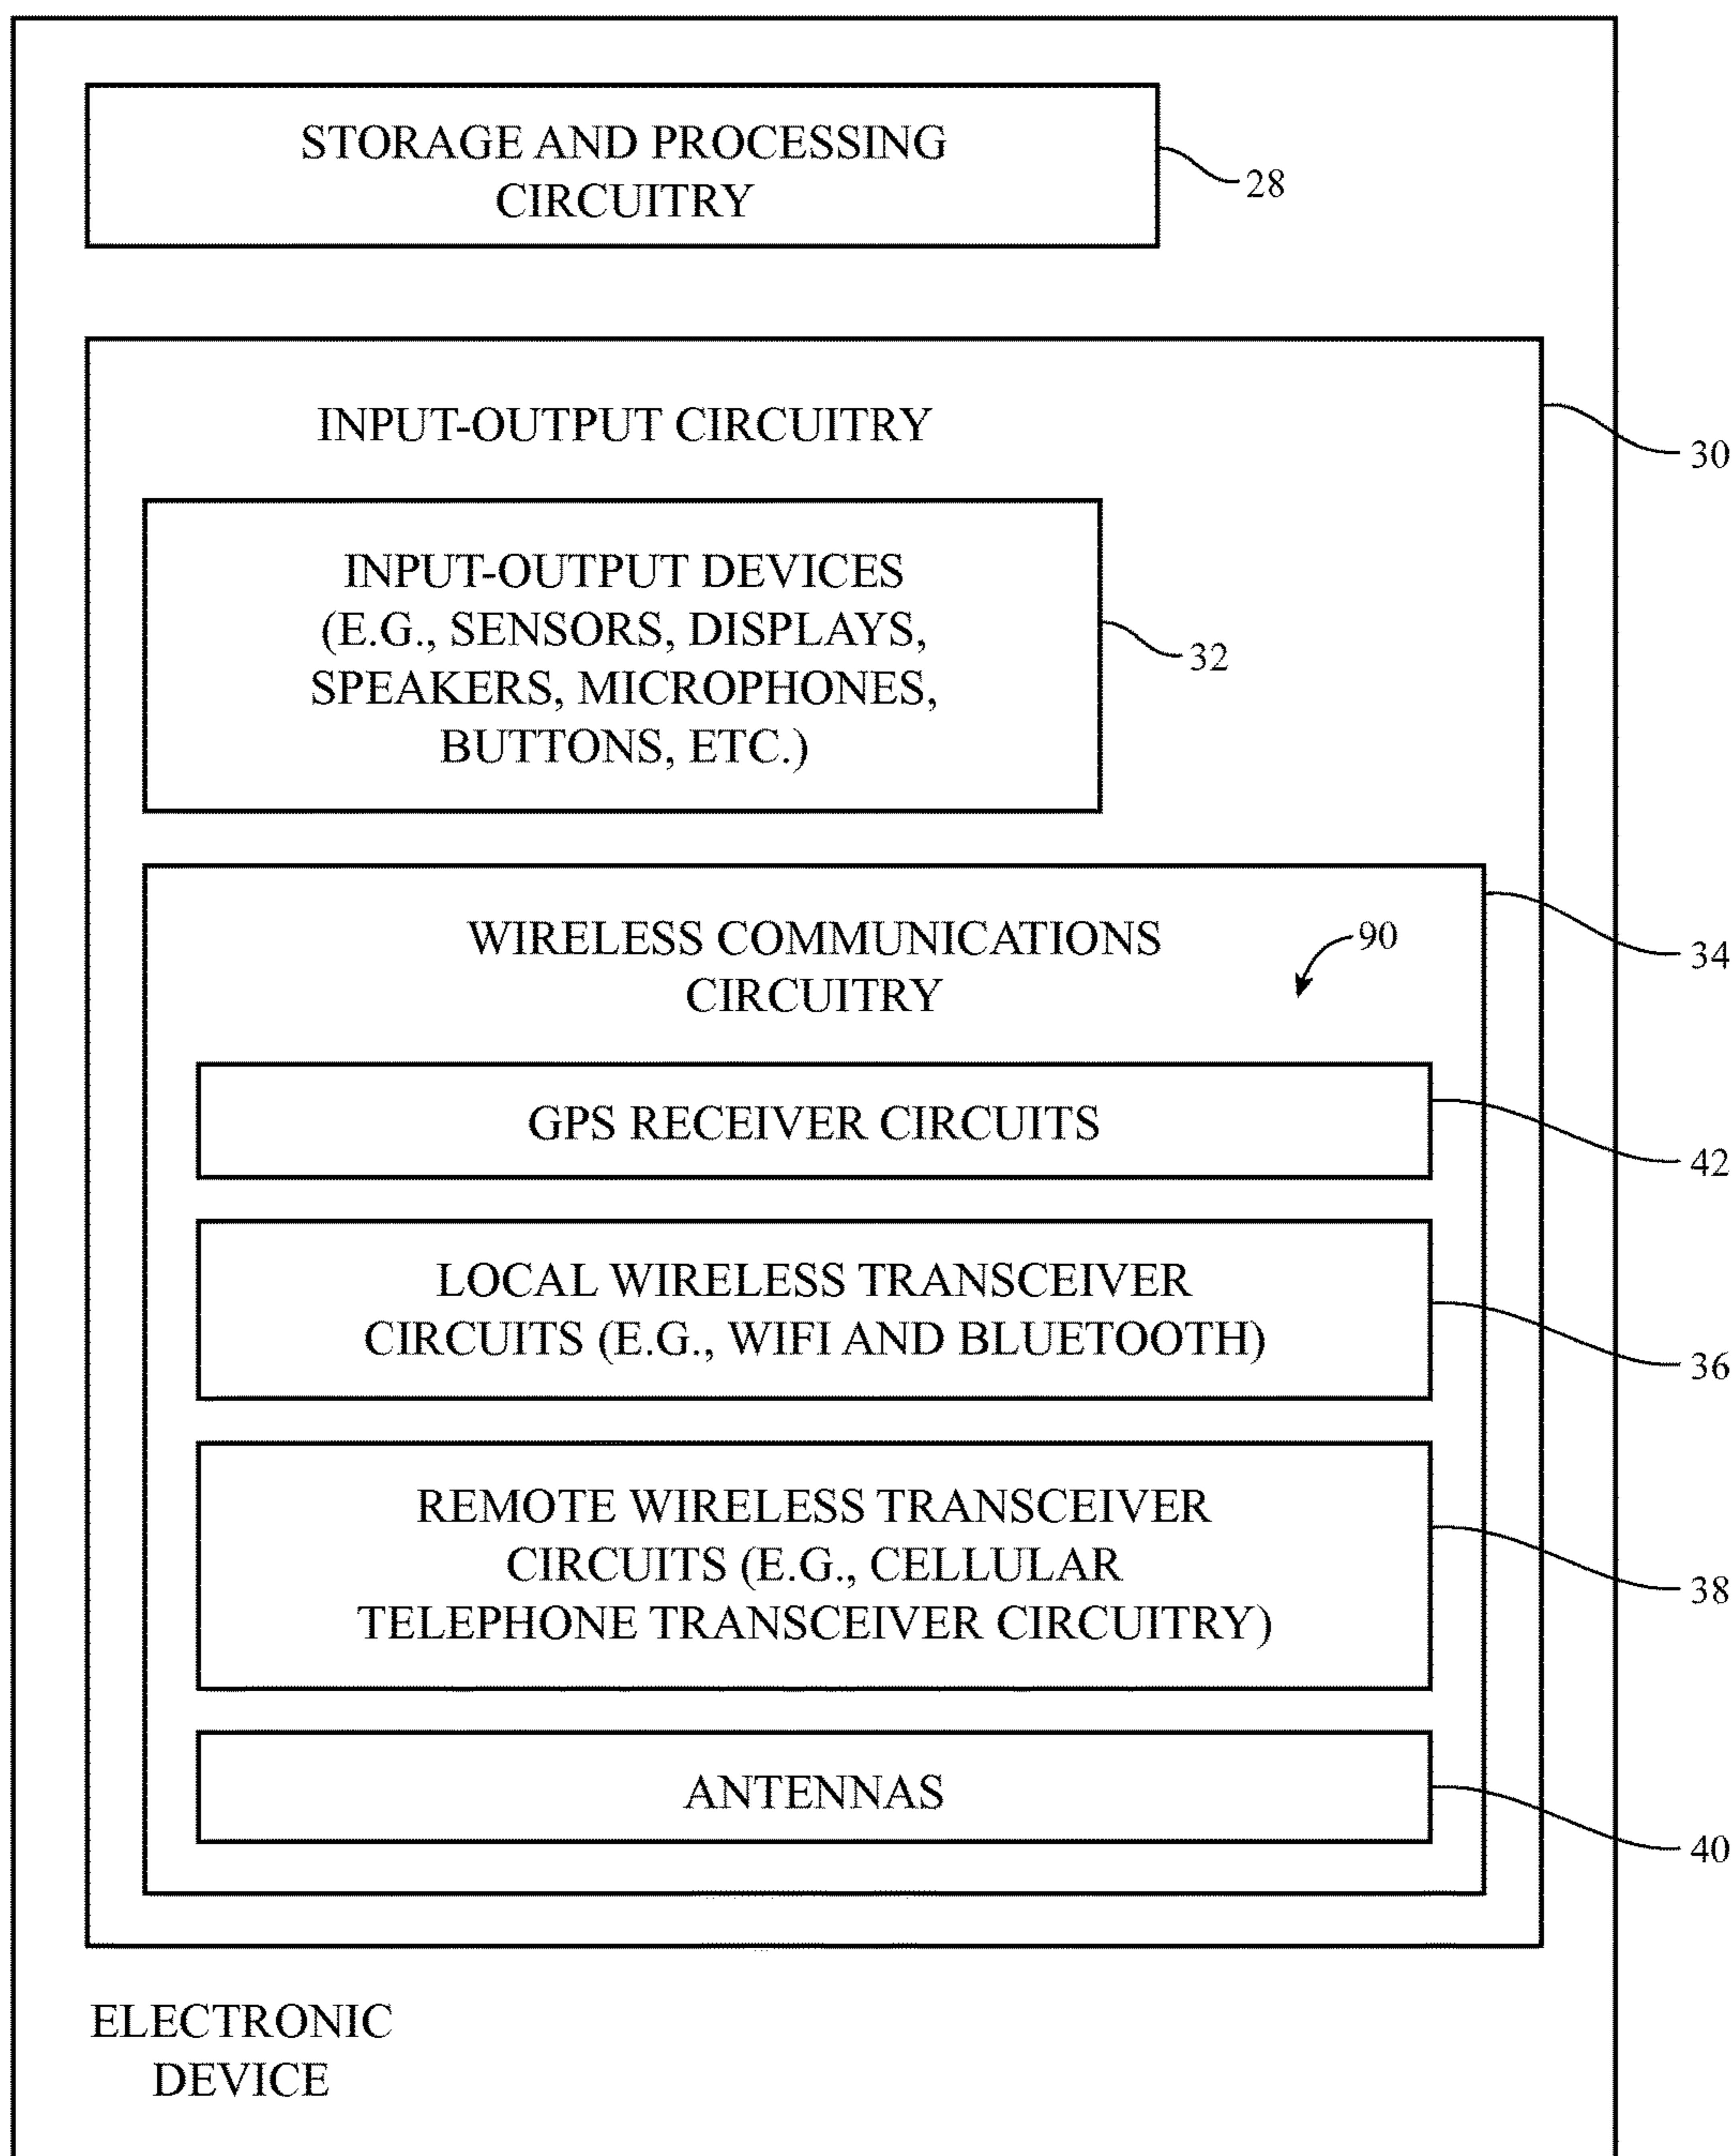 STORAGE AND PROCESSING
CIRCUITRY
28
INPUT-OUTPUT CIRCUITRY
30
INPUT-OUTPUT DEVICES
(E.G., SENSORS, DISPLAYS,
SPEAKERS, MICROPHONES,
BUTTONS, ETC.)
32
WIRELESS COMMUNICATIONS
CIRCUITRY
90
34
GPS RECEIVER CIRCUITS
42
LOCAL WIRELESS TRANSCEIVER
CIRCUITS (E.G., WIFI AND BLUETOOTH)
36
REMOTE WIRELESS TRANSCEIVER
CIRCUITS (E.G., CELLULAR
TELEPHONE TRANSCEIVER CIRCUITRY)
38
ANTENNAS
40
ELECTRONIC
DEVICE